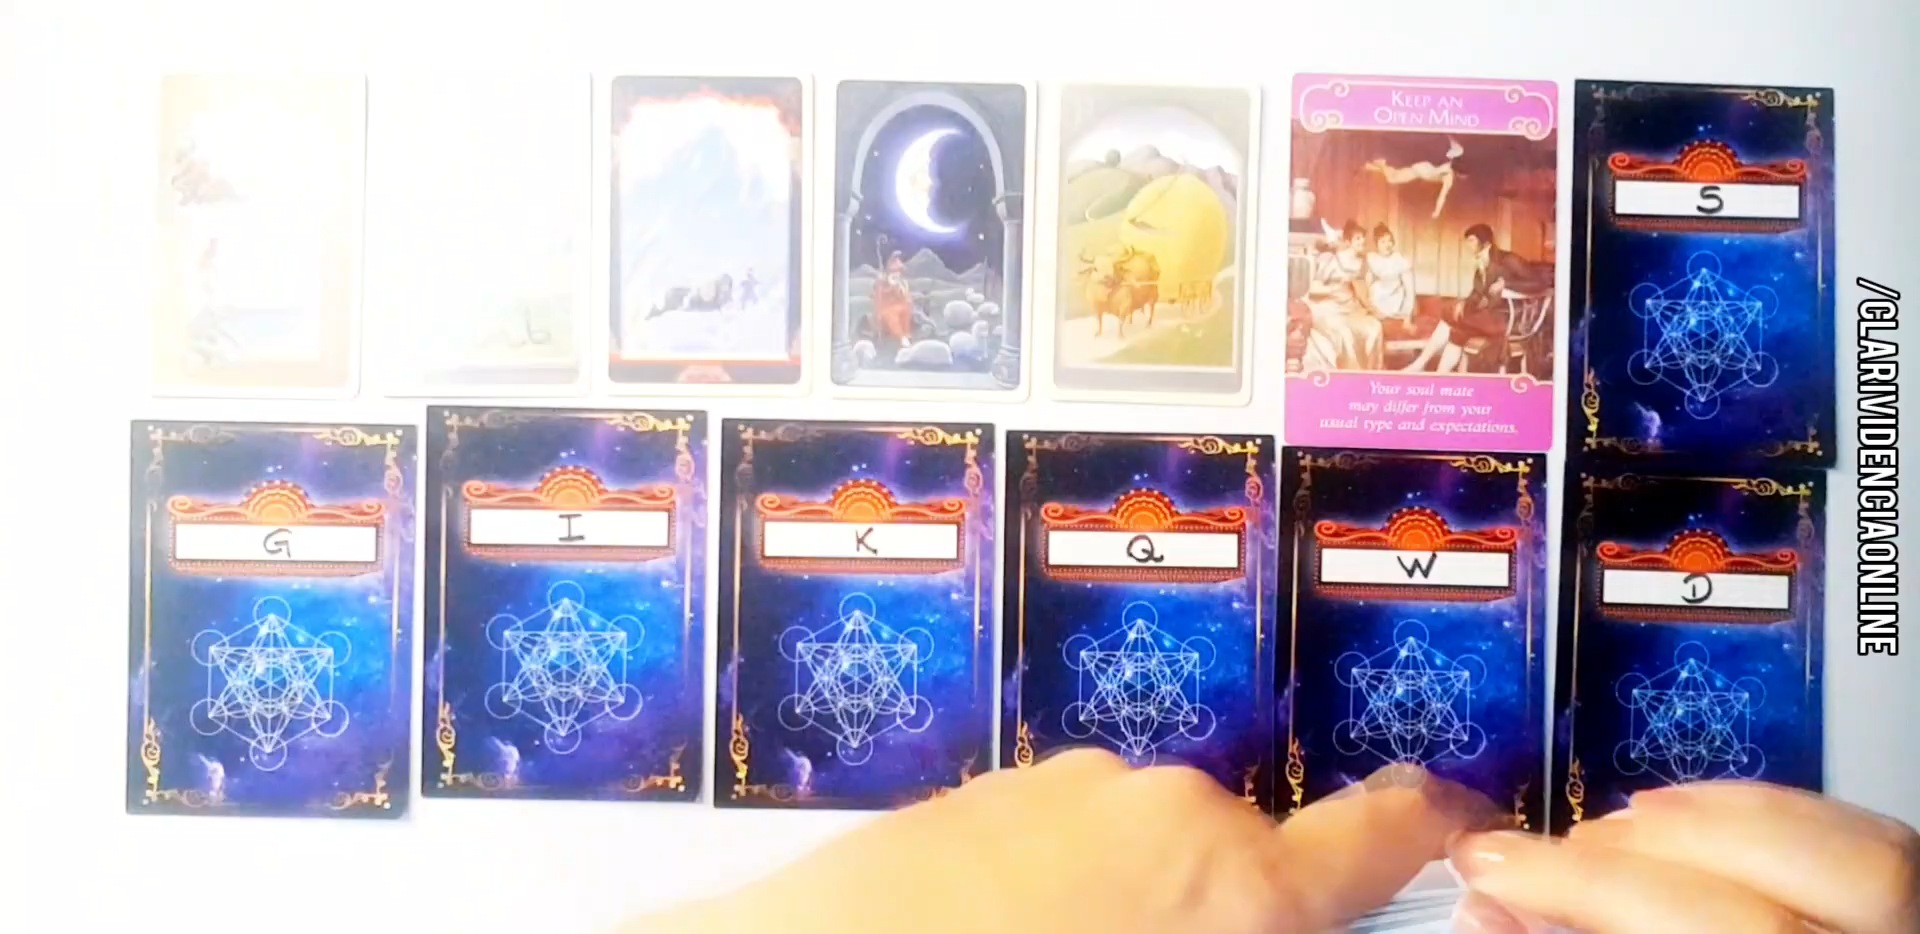 KEEP AN
OPEN MIND
Your soul mate
may differ from your
usual type and expectations.
S
G
I
K
Q
W
D
/CLARIVIDENCIAONLINE